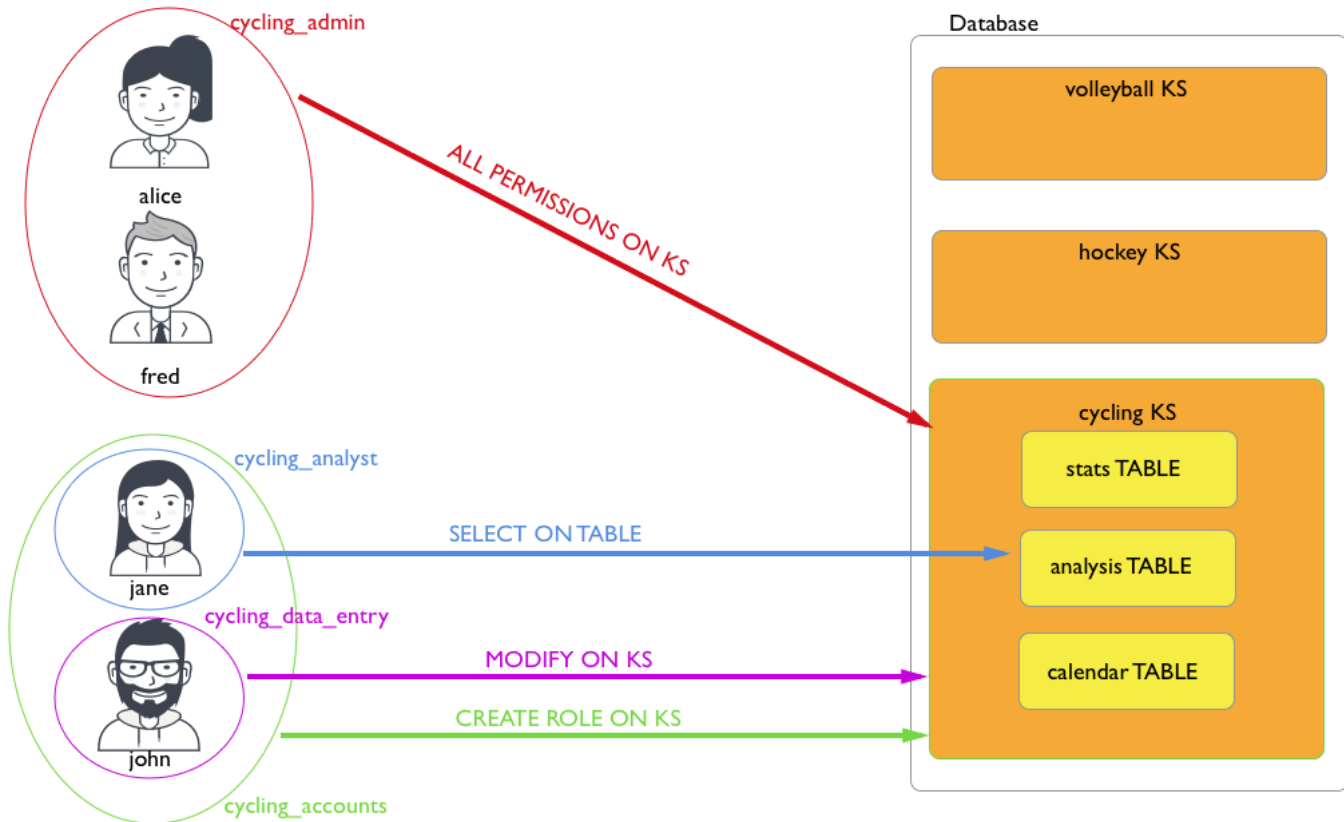 cycling_admin
Database
alice
fred
ALL PERMISSIONS ON KS
volleyball KS
hockey KS
cycling KS
stats TABLE
analysis TABLE
calendar TABLE
cycling_analyst
jane
SELECT ON TABLE
cycling_data_entry
john
MODIFY ON KS
CREATE ROLE ON KS
cycling_accounts